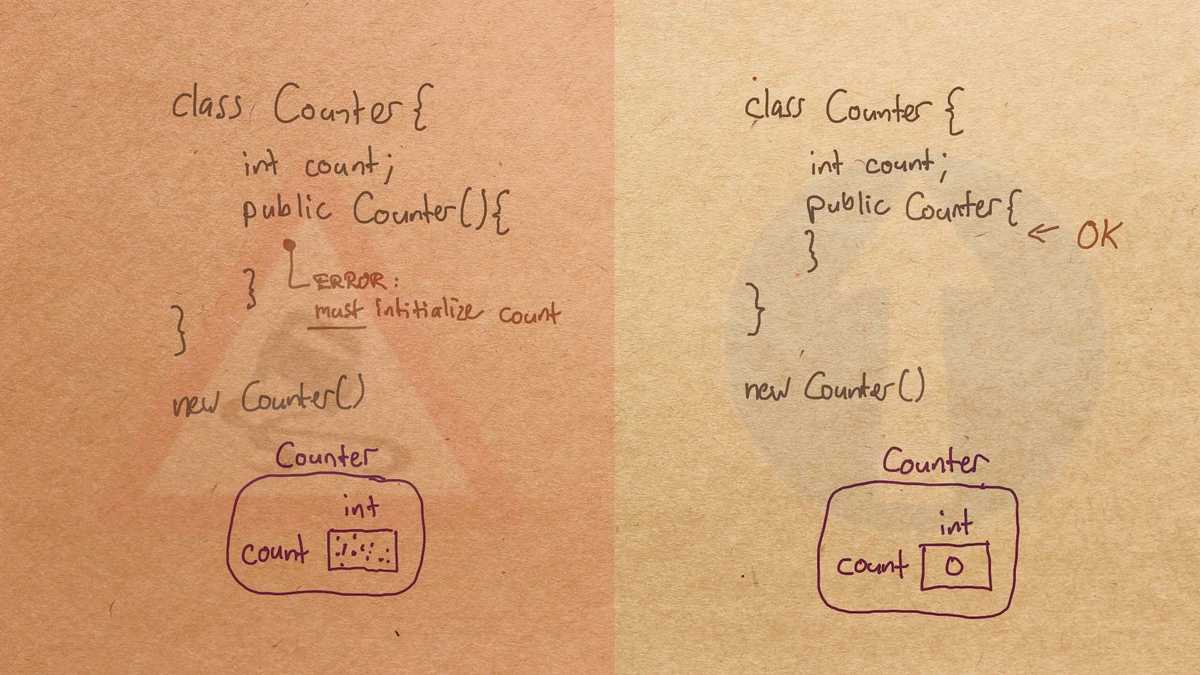 class Counter {
int count;
public Counter(){
}
ERROR:
must intitialize count
}
new Counter()
Counter
int
count
class Counter {
int count;
public Counter{
← OK
}
}
new Counter()
Counter
int
count 0